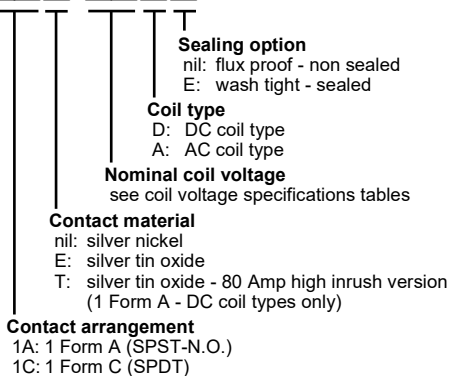 Sealing option
nil: flux proof - non sealed
E: wash tight - sealed
Coil type
D: DC coil type
A: AC coil type
Nominal coil voltage
see coil voltage specifications tables
Contact material
nil: silver nickel
E: silver tin oxide
T: silver tin oxide - 80 Amp high inrush version
(1 Form A - DC coil types only)
Contact arrangement
1A: 1 Form A (SPST-N.O.)
1C: 1 Form C (SPDT)